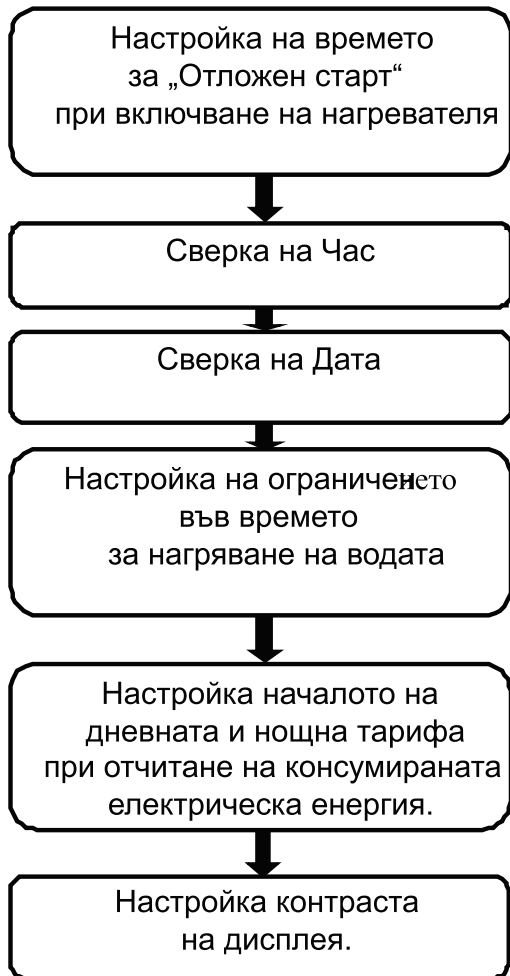 Настройка на времето
за „Отложен старт“
при включване на нагревателя
Сверка на Час
Сверка на Дата
Настройка на ограничението
във времето
за нагряване на водата
Настройка началото на
дневната и нощна тарифа
при отчитане на консумираната
електрическа енергия.
Настройка контраста
на дисплея.